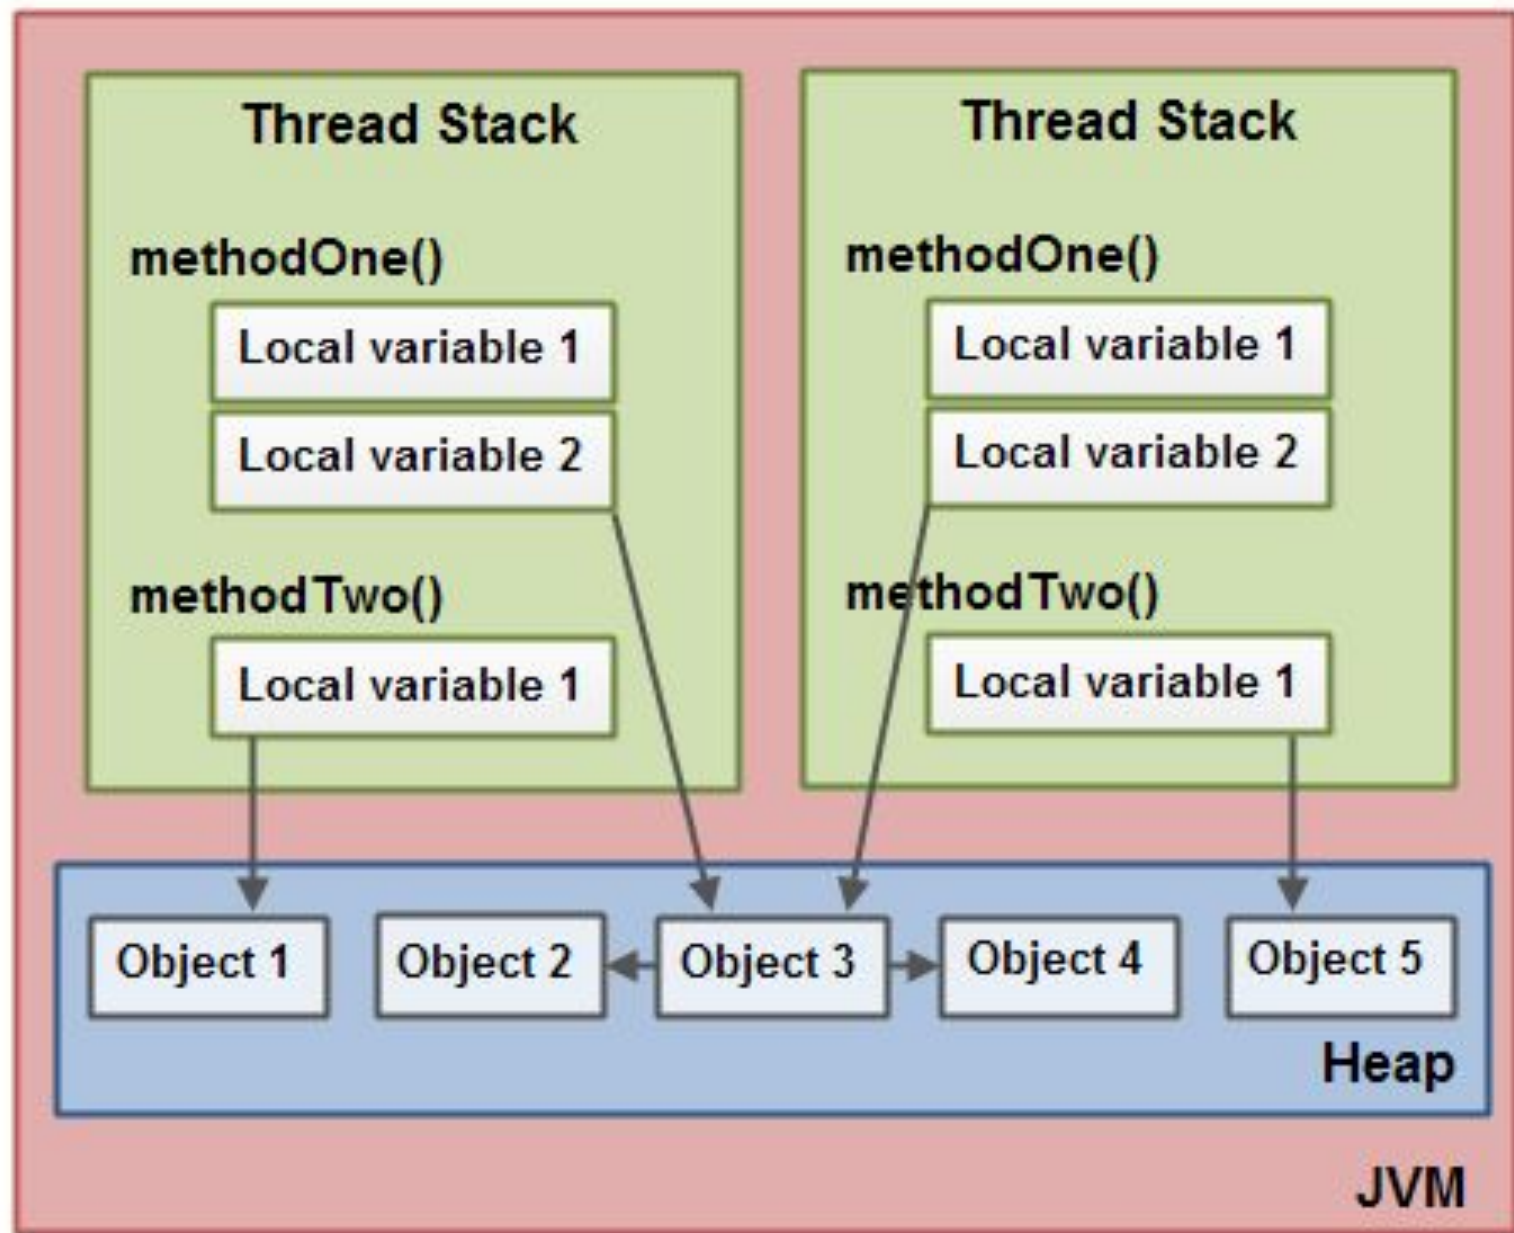 Thread Stack
methodOne()
Local variable 1
Local variable 2
methodTwo()
Local variable 1
Thread Stack
methodOne()
Local variable 1
Local variable 2
methodTwo()
Local variable 1
Object 1
Object 2
Object 3
Object 4
Object 5
Heap
JVM